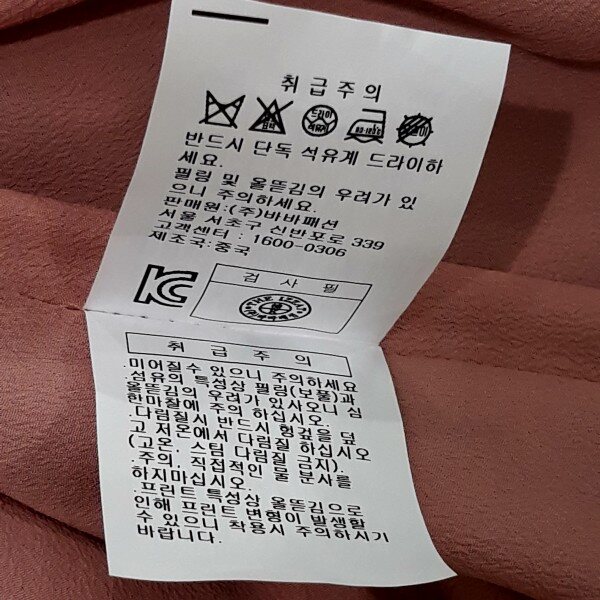 취급주의
드라이
석유계
80~120℃
반드시 단독 석유계 드라이하
세요.
필링 및 올뜯김의 우려가 있
으니 주의하세요.
판매원:(주)바바패션
서울 서초구 신반포로 339
고객센터 : 1600-0306
제조국:중국
KC
검사필
취급주의
.미어질수 있으니 주의하세요
섬유의 특성상 필링(보풀)과
올뜯김의 우려가 있사오니 심
한마찰에 주의 하십시오.
.다림질시 반드시 헝겊을 덮
고 저온에서 다림질 하십시오
(고온, 스팀 다림질 금지).
.주의, 직접적인 물 분사를
하지마십시오.
.프린트 특성상 올뜯김으로
인해 프린트 변형이 발생할
수 있으니 착용시 주의하시기
바랍니다.